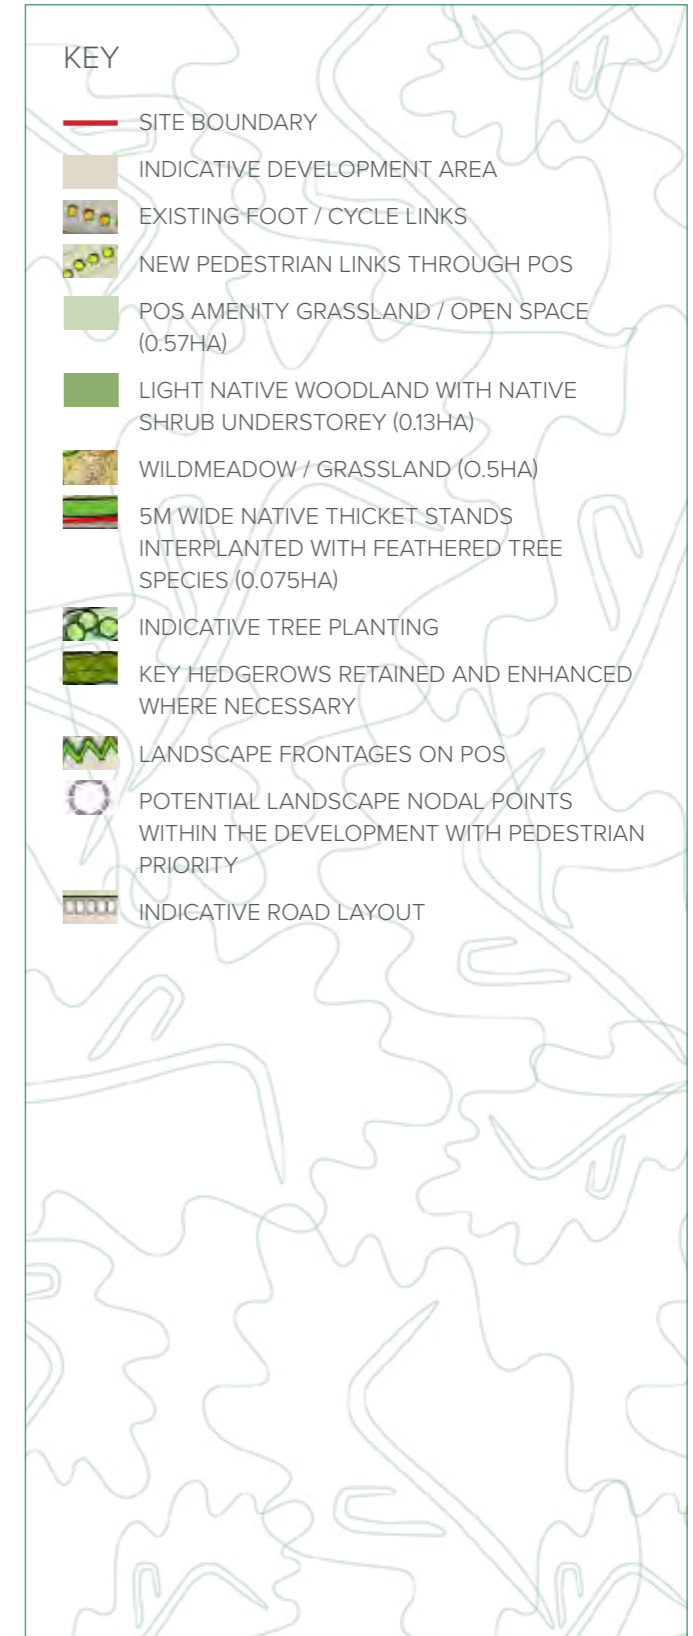 KEY
SITE BOUNDARY
INDICATIVE DEVELOPMENT AREA
EXISTING FOOT / CYCLE LINKS
NEW PEDESTRIAN LINKS THROUGH POS
POS AMENITY GRASSLAND / OPEN SPACE
(0.57HA)
LIGHT NATIVE WOODLAND WITH NATIVE
SHRUB UNDERSTOREY (0.13HA)
WILDMEADOW / GRASSLAND (O.5HA)
5M WIDE NATIVE THICKET STANDS
INTERPLANTED WITH FEATHERED TREE
SPECIES (0.075HA)
INDICATIVE TREE PLANTING
KEY HEDGEROWS RETAINED AND ENHANCED
WHERE NECESSARY
LANDSCAPE FRONTAGES ON POS
POTENTIAL LANDSCAPE NODAL POINTS
WITHIN THE DEVELOPMENT WITH PEDESTRIAN
PRIORITY
INDICATIVE ROAD LAYOUT